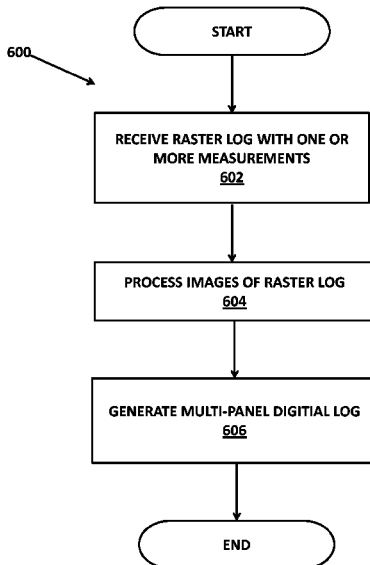 START
600
RECEIVE RASTER LOG WITH ONE OR
MORE MEASUREMENTS
602
PROCESS IMAGES OF RASTER LOG
604
GENERATE MULTI-PANEL DIGITIAL LOG
606
END